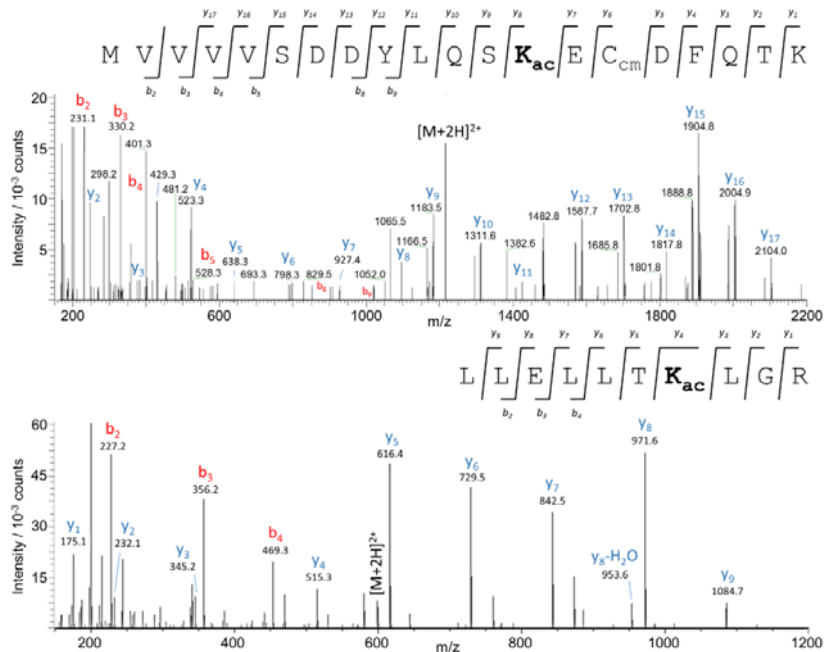 y17 y16 y15 y14 y13 y12 y11 y10 y9 y8 y7 y6 y5 y4 y3 y2 y1
M V V V V S D D Y L Q S Kac E Ccm D F Q T K
b2 b3 b4 b5 b8 b9
Intensity / 10⁻³ counts
20
15
10
5
b2 231.1
b3 330.2
401.3
b4
298.2
y2
429.3
481.2
y4 523.3
y3
b5 528.3
y5 638.3
693.3
y6 798.3
829.5
b8
y7 927.4
b9
1052.0
1065.5
y8
1166.5
y9 1183.5
[M+2H]²⁺
y10 1311.6
1382.6
y11
1482.8
y12 1587.7
1685.8
y13 1702.8
1801.8
y14 1817.8
1888.8
y15 1904.8
y16 2004.9
y17 2104.0
200 400 600 800 1000 1200 1400 1600 1800 2000 2200
m/z
y9 y8 y7 y6 y5 y4 y3 y2 y1
L L E L L T Kac L G R
b2 b3 b4
Intensity / 10⁻³ counts
60
45
30
15
y1 175.1
b2 227.2
y2 232.1
y3 345.2
b3 356.2
b4 469.3
y4 515.3
[M+2H]²⁺
y5 616.4
y6 729.5
y7 842.5
y8-H2O 953.6
y8 971.6
y9 1084.7
200 400 600 800 1000 1200
m/z